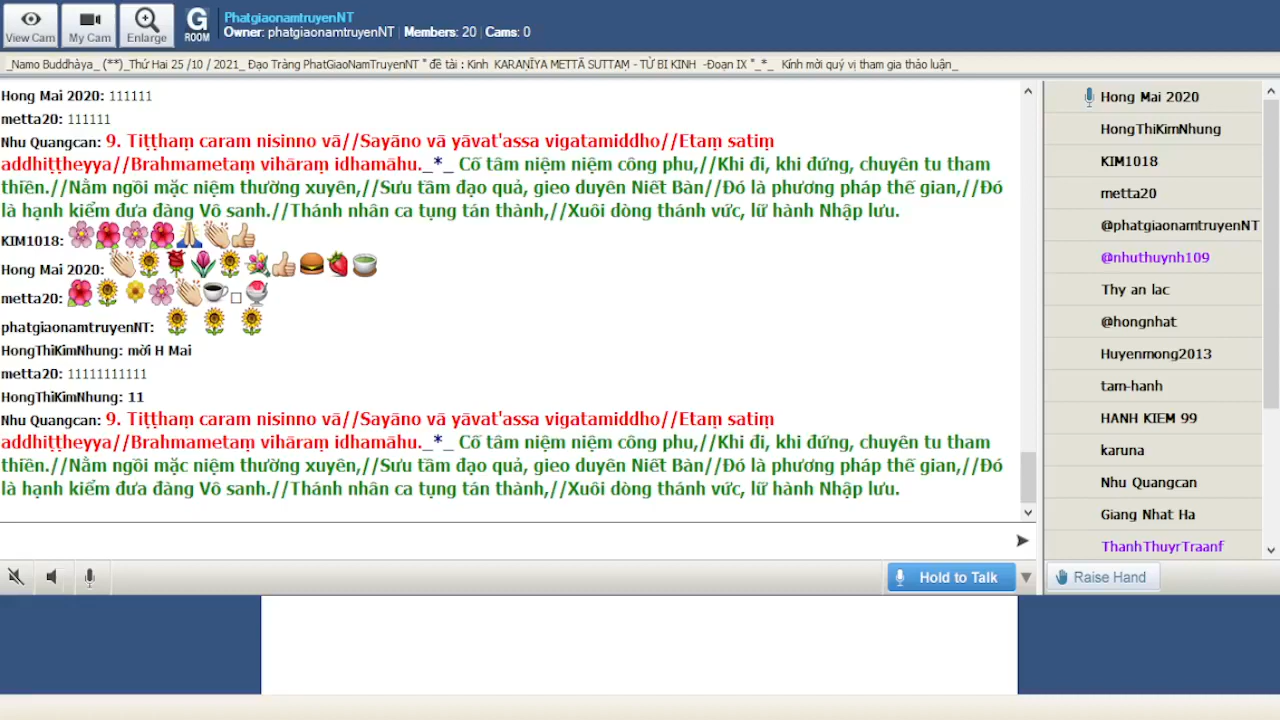 View Cam
My Cam
Enlarge
G
ROOM
PhatgiaonamtruyenNT
Owner: phatgiaonamtruyenNT | Members: 20 | Cams: 0
_Namo Buddhàya_ (**)_Thứ Hai 25 /10 / 2021_ Đạo Tràng PhatGiaoNamTruyenNT " đề tài : Kinh KARAṆĪYA METTĀ SUTTAṂ - TỪ BI KINH -Đoạn IX "_*_ Kính mời quý vị tham gia thảo luận_
Hong Mai 2020: 111111
metta20: 111111
Nhu Quangcan: 9. Tiṭṭhaṃ caram nisinno vā//Sayāno vā yāvat'assa vigatamiddho//Etaṃ satiṃ
addhiṭṭheyya//Brahmametaṃ vihāraṃ idhamāhu._*_ Cố tâm niệm niệm công phu,//Khi đi, khi đứng, chuyên tu tham
thiền.//Nằm ngồi mặc niệm thường xuyên,//Sưu tầm đạo quả, gieo duyên Niết Bàn//Đó là phương pháp thế gian,//Đó
là hạnh kiểm đưa đàng Vô sanh.//Thánh nhân ca tụng tán thành,//Xuôi dòng thánh vức, lữ hành Nhập lưu.
KIM1018: 🌸🌺🌸🌺🙏👏👍
Hong Mai 2020: 👏🌻🌹🌷🌻💐👍🍔🍓🍵
metta20: 🌺🌻🌼🌸👏☕□🍨
phatgiaonamtruyenNT: 🌻 🌻 🌻
HongThiKimNhung: mời H Mai
metta20: 11111111111
HongThiKimNhung: 11
Nhu Quangcan: 9. Tiṭṭhaṃ caram nisinno vā//Sayāno vā yāvat'assa vigatamiddho//Etaṃ satiṃ
addhiṭṭheyya//Brahmametaṃ vihāraṃ idhamāhu._*_ Cố tâm niệm niệm công phu,//Khi đi, khi đứng, chuyên tu tham
thiền.//Nằm ngồi mặc niệm thường xuyên,//Sưu tầm đạo quả, gieo duyên Niết Bàn//Đó là phương pháp thế gian,//Đó
là hạnh kiểm đưa đàng Vô sanh.//Thánh nhân ca tụng tán thành,//Xuôi dòng thánh vức, lữ hành Nhập lưu.
Hold to Talk
Hong Mai 2020
HongThiKimNhung
KIM1018
metta20
@phatgiaonamtruyenNT
@nhuthuynh109
Thy an lac
@hongnhat
Huyenmong2013
tam-hanh
HANH KIEM 99
karuna
Nhu Quangcan
Giang Nhat Ha
ThanhThuyrTraanf
Raise Hand